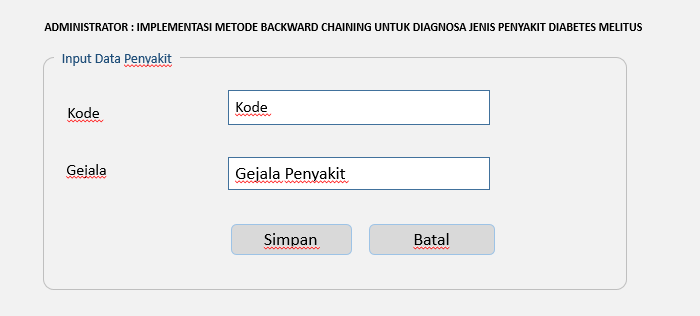 ADMINISTRATOR : IMPLEMENTASI METODE BACKWARD CHAINING UNTUK DIAGNOSA JENIS PENYAKIT DIABETES MELITUS
Input Data Penyakit
Kode Kode
Gejala Gejala Penyakit
Simpan Batal